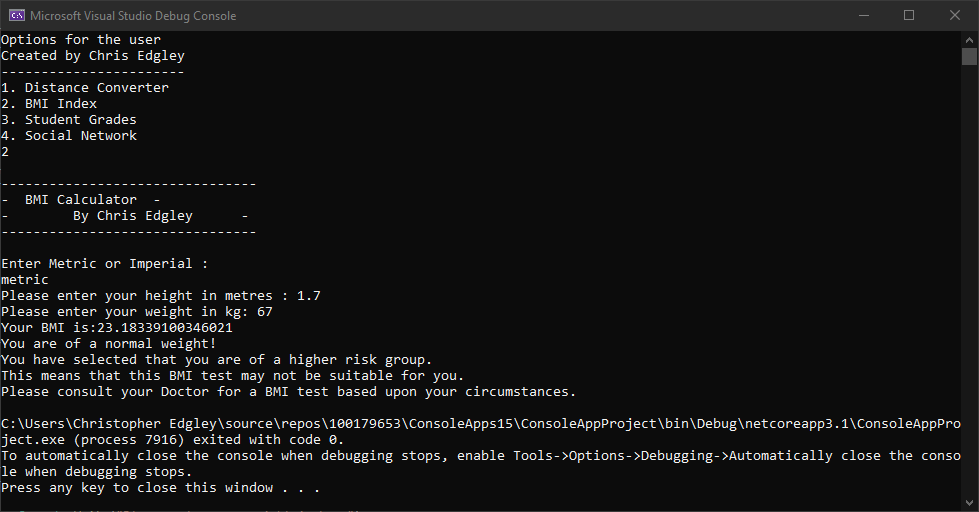 Microsoft Visual Studio Debug Console
Options for the user
Created by Chris Edgley
-----------------------
1. Distance Converter
2. BMI Index
3. Student Grades
4. Social Network
2
--------------------------------
-  BMI Calculator  -
-        By Chris Edgley      -
--------------------------------
Enter Metric or Imperial :
metric
Please enter your height in metres : 1.7
Please enter your weight in kg: 67
Your BMI is:23.18339100346021
You are of a normal weight!
You have selected that you are of a higher risk group.
This means that this BMI test may not be suitable for you.
Please consult your Doctor for a BMI test based upon your circumstances.
C:\Users\Christopher Edgley\source\repos\100179653\ConsoleApps15\ConsoleAppProject\bin\Debug\netcoreapp3.1\ConsoleAppPro
ject.exe (process 7916) exited with code 0.
To automatically close the console when debugging stops, enable Tools->Options->Debugging->Automatically close the conso
le when debugging stops.
Press any key to close this window . . .